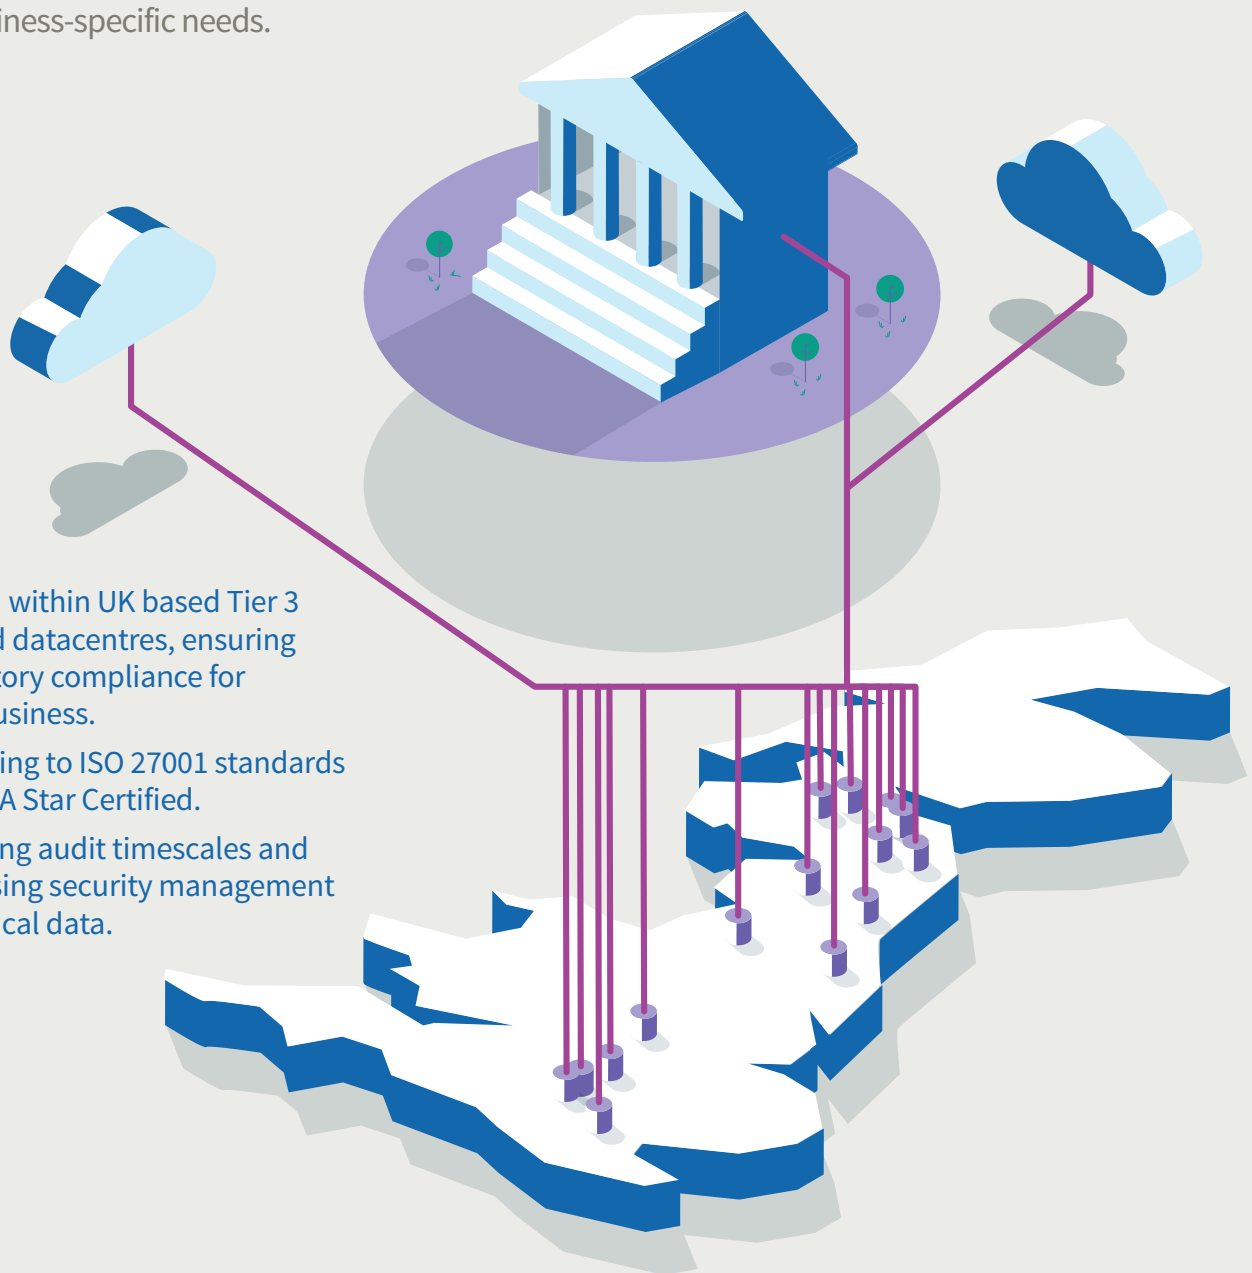 iness-specific needs.
within UK based Tier 3
d datacentres, ensuring
tory compliance for
usiness.
ing to ISO 27001 standards
A Star Certified.
ng audit timescales and
sing security management
ical data.